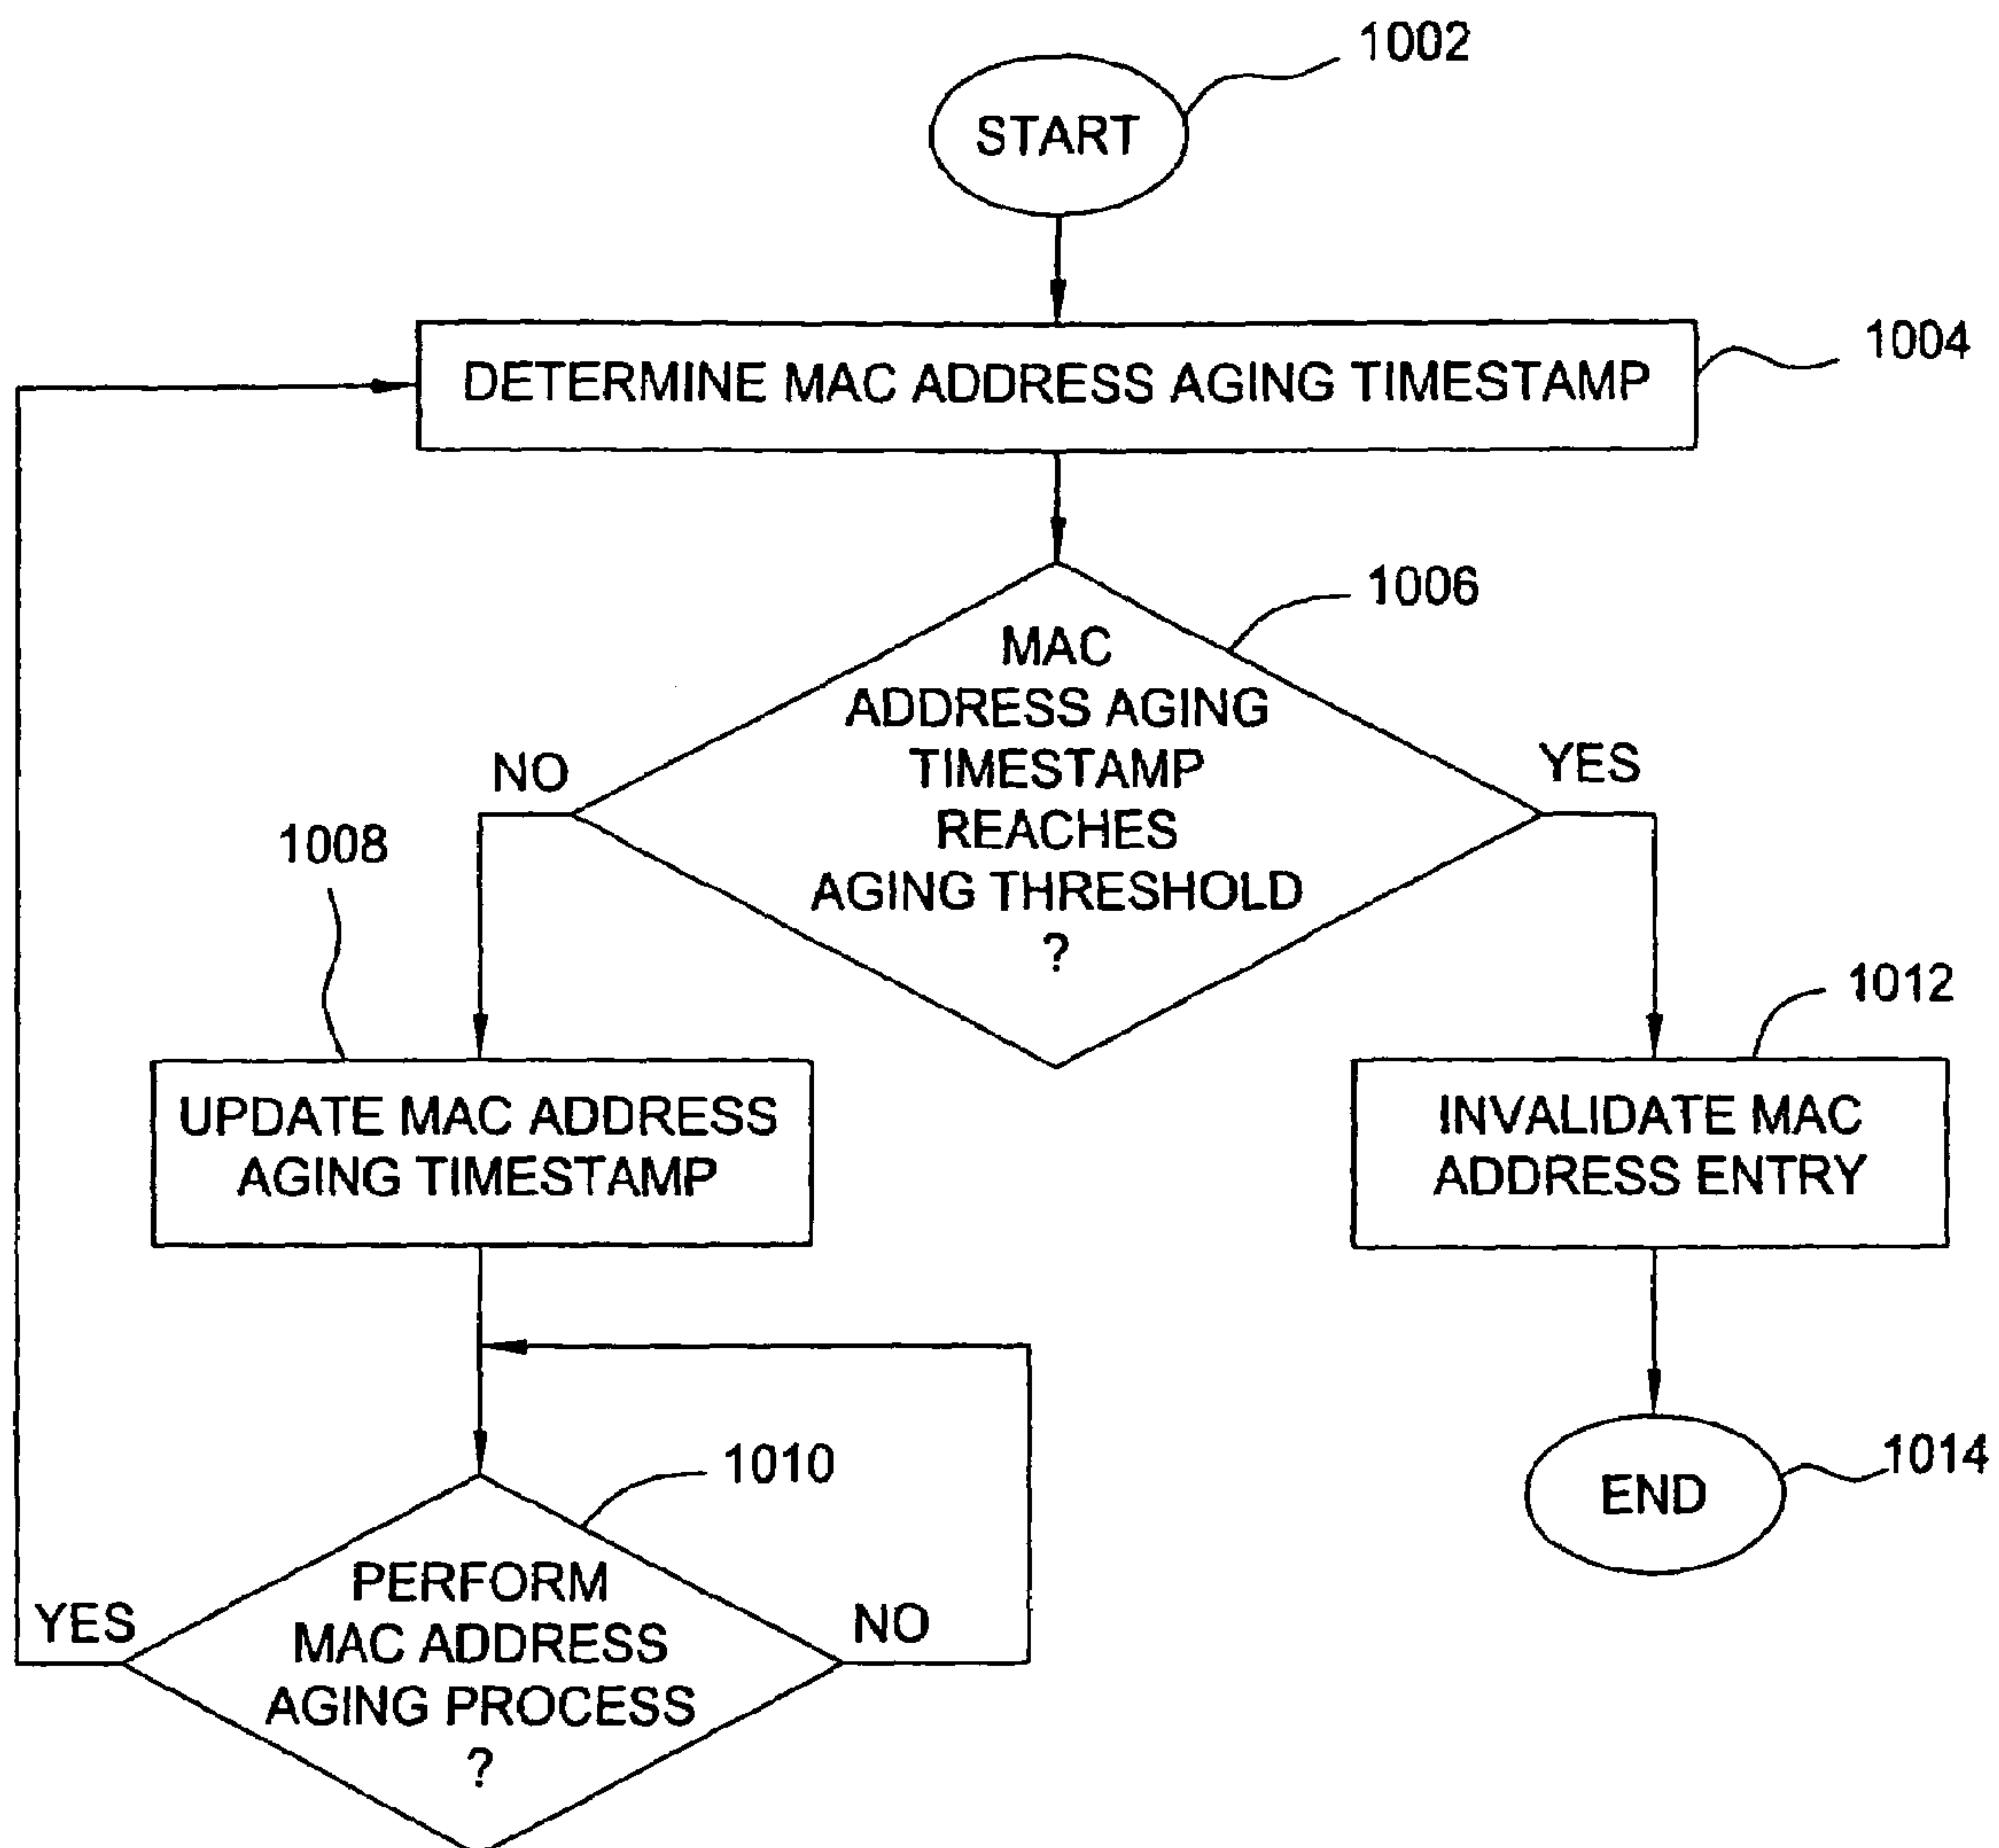 1002
START
1004
DETERMINE MAC ADDRESS AGING TIMESTAMP
1006
MAC
ADDRESS AGING
TIMESTAMP
REACHES
AGING THRESHOLD
?
NO
YES
1008
UPDATE MAC ADDRESS
AGING TIMESTAMP
1012
INVALIDATE MAC
ADDRESS ENTRY
1010
PERFORM
MAC ADDRESS
AGING PROCESS
?
YES
NO
1014
END